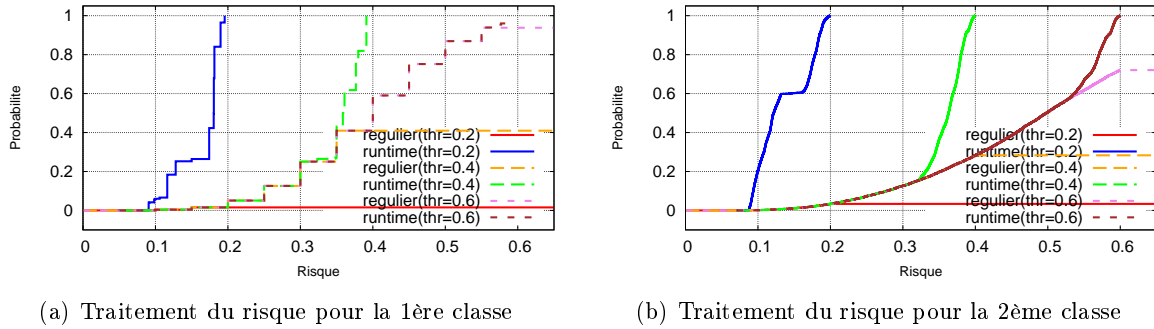 Probabilite
1
0.8
0.6
0.4
0.2
0
0
0.1
0.2
0.3
0.4
0.5
0.6
Risque
regulier(thr=0.2)
runtime(thr=0.2)
regulier(thr=0.4)
runtime(thr=0.4)
regulier(thr=0.6)
runtime(thr=0.6)
(a) Traitement du risque pour la 1ère classe
Probabilite
1
0.8
0.6
0.4
0.2
0
0
0.1
0.2
0.3
0.4
0.5
0.6
Risque
regulier(thr=0.2)
runtime(thr=0.2)
regulier(thr=0.4)
runtime(thr=0.4)
regulier(thr=0.6)
runtime(thr=0.6)
(b) Traitement du risque pour la 2ème classe